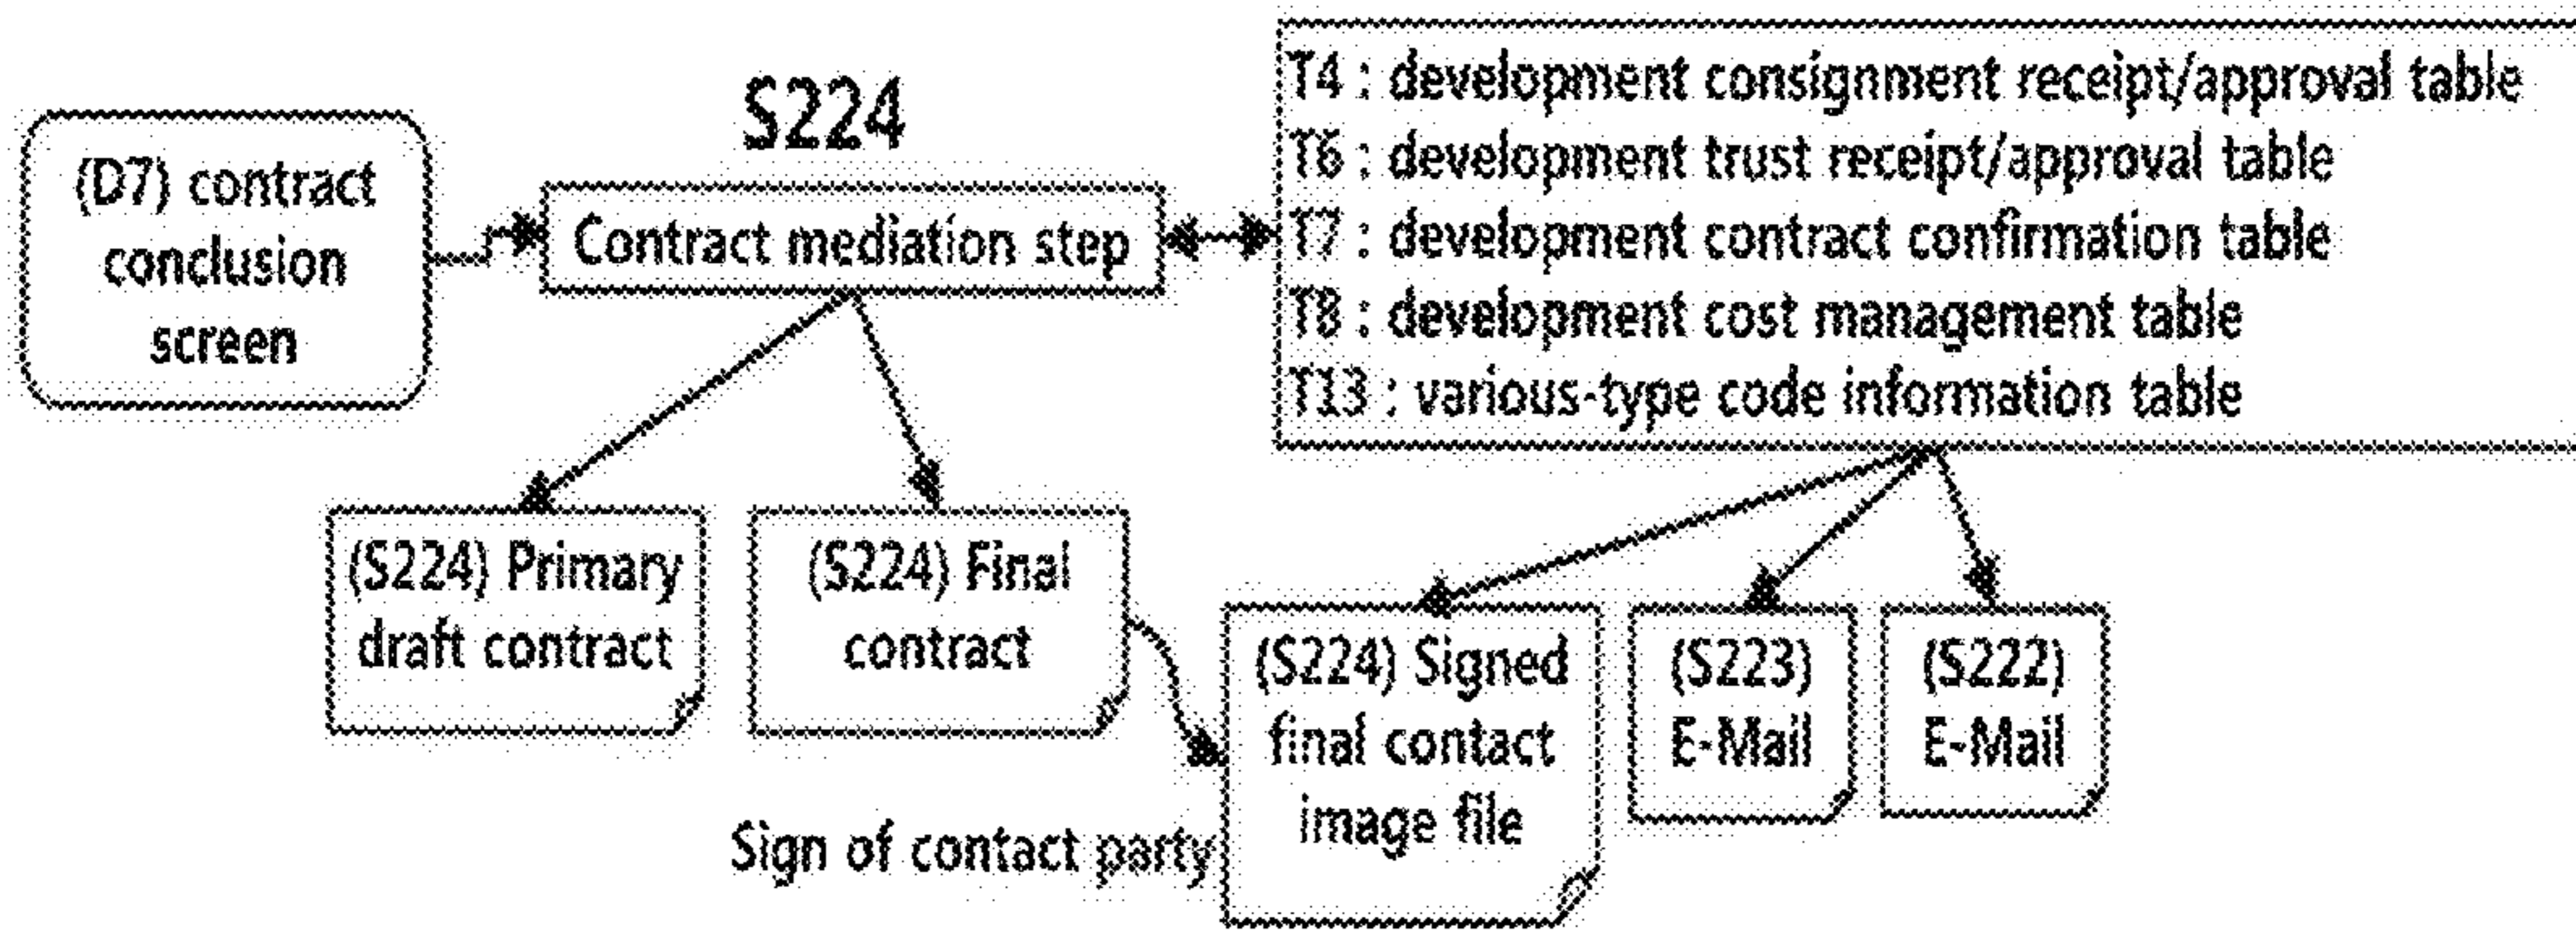 S224
(D7) contract
conclusion
screen
Contract mediation step
T4 : development consignment receipt/approval table
T6 : development trust receipt/approval table
T7 : development contract confirmation table
T8 : development cost management table
T13 : various-type code information table
(S224) Primary
draft contract
(S224) Final
contract
(S224) Signed
final contact
image file
(S223)
E-Mail
(S222)
E-Mail
Sign of contact party